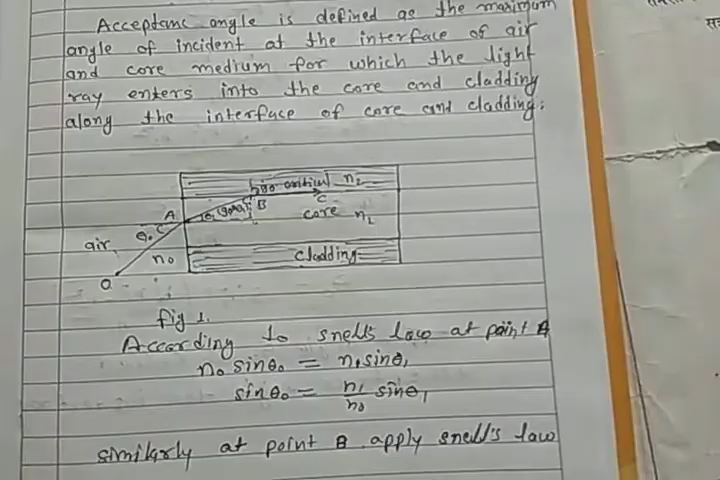 Acceptanc angle is defined as the maximum
angle of incident at the interface of air
and core medium for which the light
ray enters into the core and cladding
along the interface of core and cladding.
n₂
A
B
C
core n₁
air
θ₀
n₀
cladding
O
fig 1.
According to snell's law at point A
n₀ sinθ₀ = n₁ sinθ₁
sinθ₀ = n₁/n₀ sinθ₁
similarly at point B apply snell's law